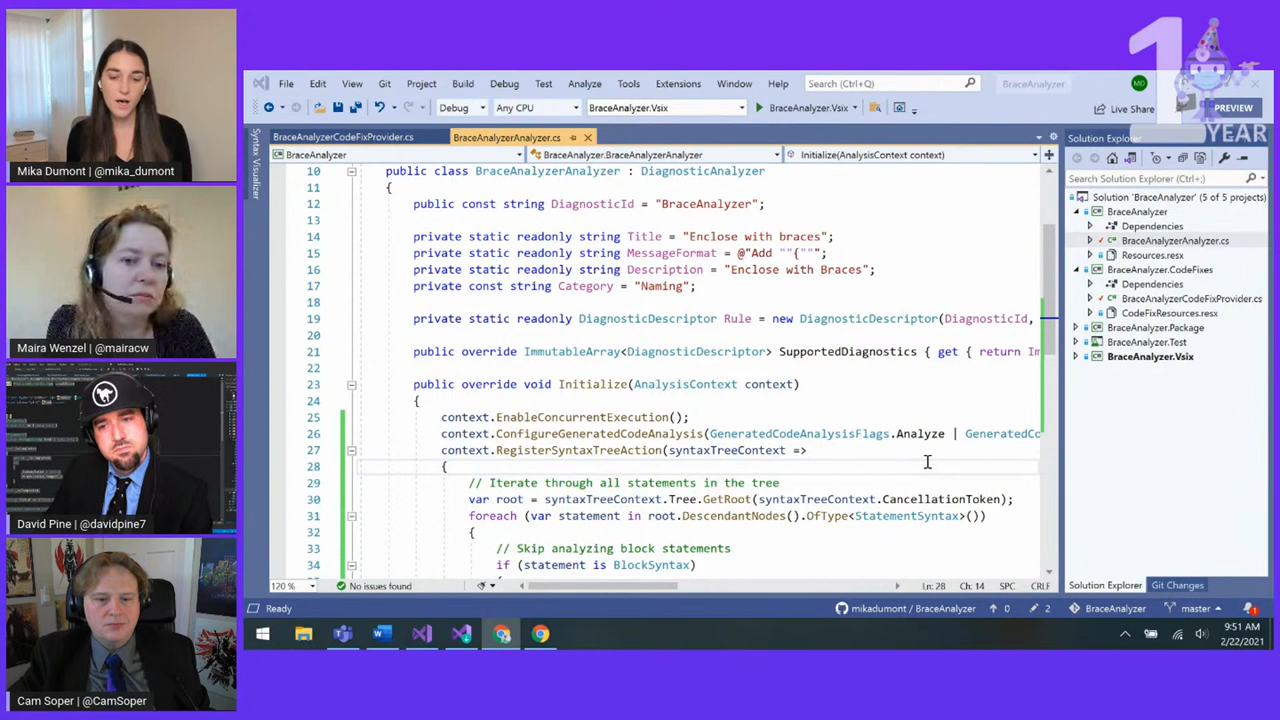 Mika Dumont | @mika_dumont
Maira Wenzel | @mairacw
David Pine | @davidpine7
Cam Soper | @CamSoper
1
YEAR
File Edit View Git Project Build Debug Test Analyze Tools Extensions Window Help Search (Ctrl+Q) BraceAnalyzer MD
Debug Any CPU BraceAnalyzer.Vsix BraceAnalyzer.Vsix Live Share PREVIEW
Syntax Visualizer
BraceAnalyzerCodeFixProvider.cs BraceAnalyzerAnalyzer.cs
BraceAnalyzer BraceAnalyzer.BraceAnalyzerAnalyzer Initialize(AnalysisContext context)
10 public class BraceAnalyzerAnalyzer : DiagnosticAnalyzer
11 {
12 public const string DiagnosticId = "BraceAnalyzer";
13
14 private static readonly string Title = "Enclose with braces";
15 private static readonly string MessageFormat = @"Add ""{""";
16 private static readonly string Description = "Enclose with Braces";
17 private const string Category = "Naming";
18
19 private static readonly DiagnosticDescriptor Rule = new DiagnosticDescriptor(DiagnosticId,
21 public override ImmutableArray<DiagnosticDescriptor> SupportedDiagnostics { get { return Im
22
23 public override void Initialize(AnalysisContext context)
24 {
25 context.EnableConcurrentExecution();
26 context.ConfigureGeneratedCodeAnalysis(GeneratedCodeAnalysisFlags.Analyze | GeneratedCo
27 context.RegisterSyntaxTreeAction(syntaxTreeContext =>
28 {
29 // Iterate through all statements in the tree
30 var root = syntaxTreeContext.Tree.GetRoot(syntaxTreeContext.CancellationToken);
31 foreach (var statement in root.DescendantNodes().OfType<StatementSyntax>())
32 {
33 // Skip analyzing block statements
34 if (statement is BlockSyntax)
120 % No issues found Ln: 28 Ch: 14 SPC CRLF
Solution Explorer
Search Solution Explorer (Ctrl+;)
Solution 'BraceAnalyzer' (5 of 5 projects)
BraceAnalyzer
Dependencies
BraceAnalyzerAnalyzer.cs
Resources.resx
BraceAnalyzer.CodeFixes
Dependencies
BraceAnalyzerCodeFixProvider.cs
CodeFixResources.resx
BraceAnalyzer.Package
BraceAnalyzer.Test
BraceAnalyzer.Vsix
Solution Explorer Git Changes
Ready mikadumont / BraceAnalyzer 0 2 BraceAnalyzer master 1
9:51 AM
2/22/2021